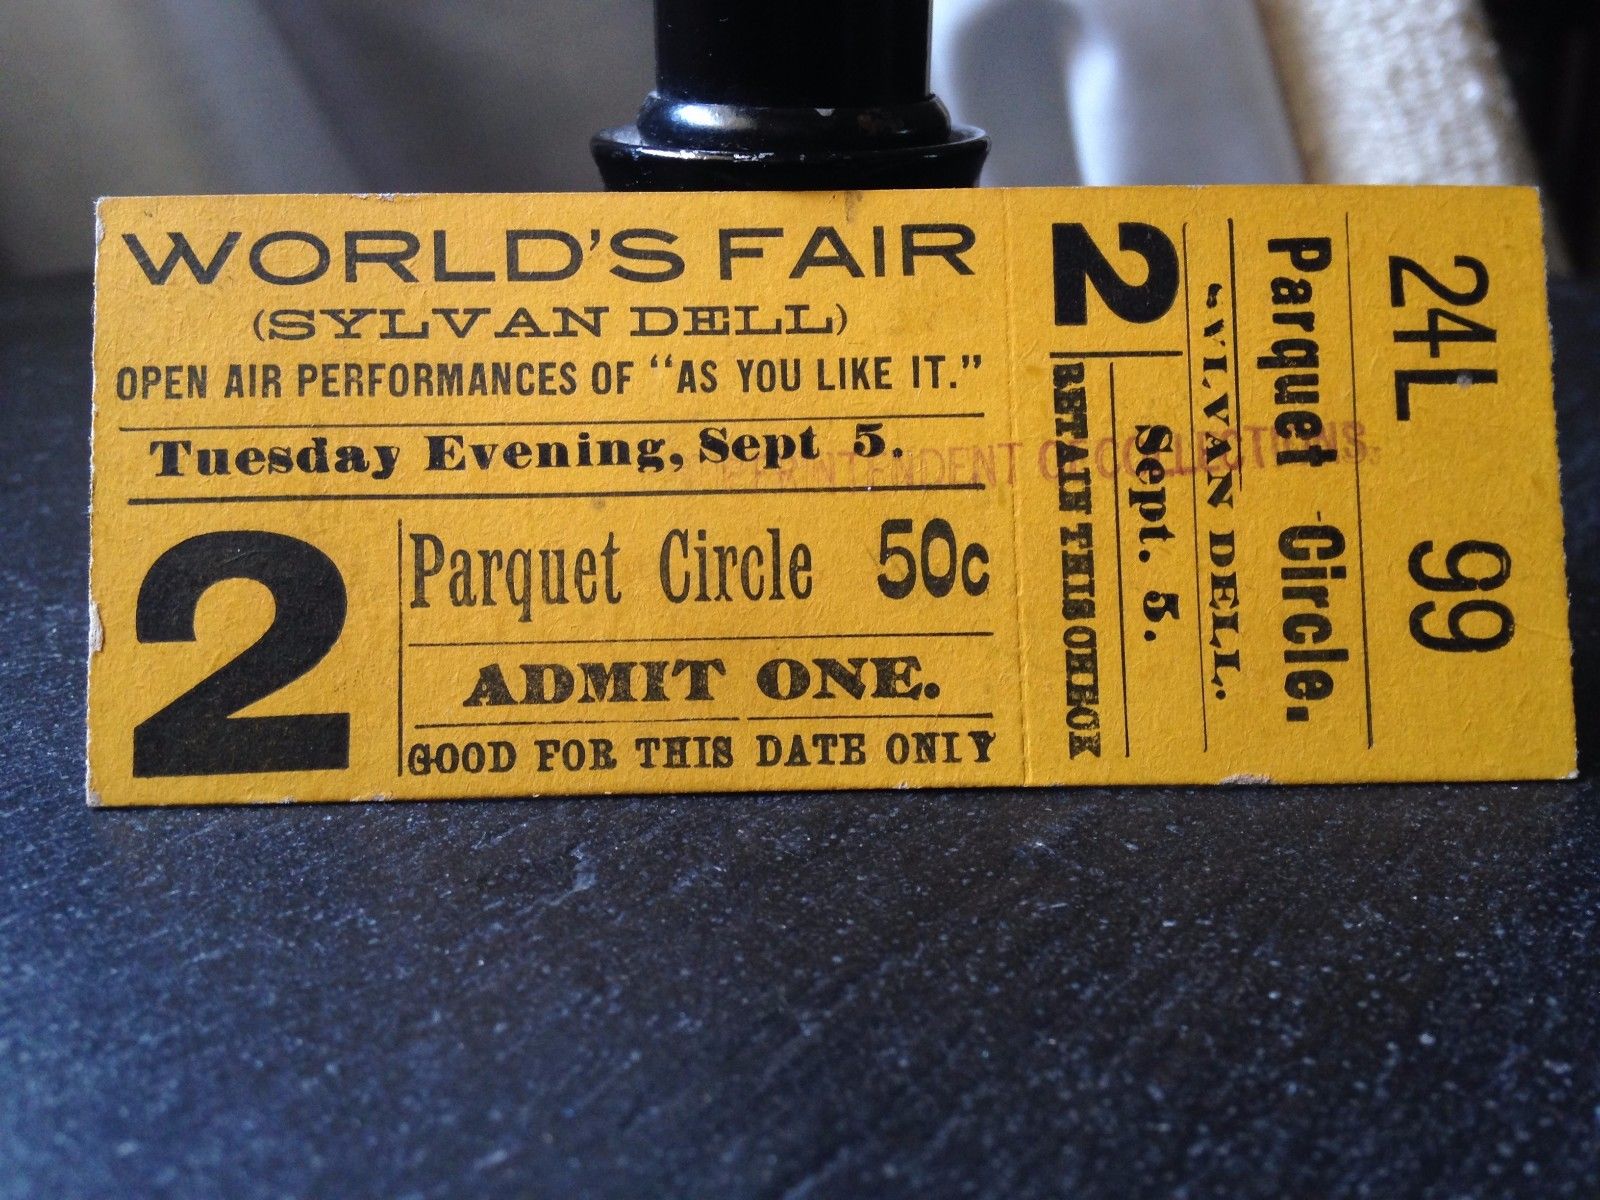 WORLD'S FAIR
(SYLVAN DELL)
OPEN AIR PERFORMANCES OF "AS YOU LIKE IT."
Tuesday Evening, Sept 5.
2
Parquet Circle 50c
ADMIT ONE.
GOOD FOR THIS DATE ONLY
OF COLLECTIONS.
24L 99
Parquet Circle.
SYLVAN DELL.
2
Sept. 5.
RETAIN THIS CHECK